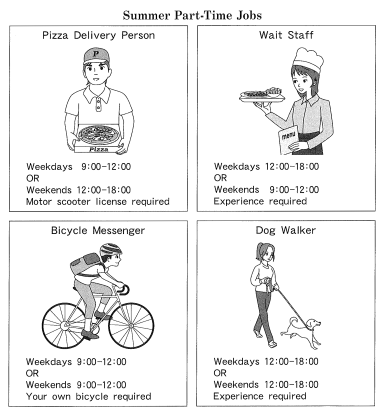 Summer Part-Time Jobs
Pizza Delivery Person
P
Pizza
Weekdays 9:00-12:00
OR
Weekends 12:00-18:00
Motor scooter license required
Wait Staff
menu
Weekdays 12:00-18:00
OR
Weekends 9:00-12:00
Experience required
Bicycle Messenger
Weekdays 9:00-12:00
OR
Weekends 9:00-12:00
Your own bicycle required
Dog Walker
Weekdays 12:00-18:00
OR
Weekends 12:00-18:00
Experience required